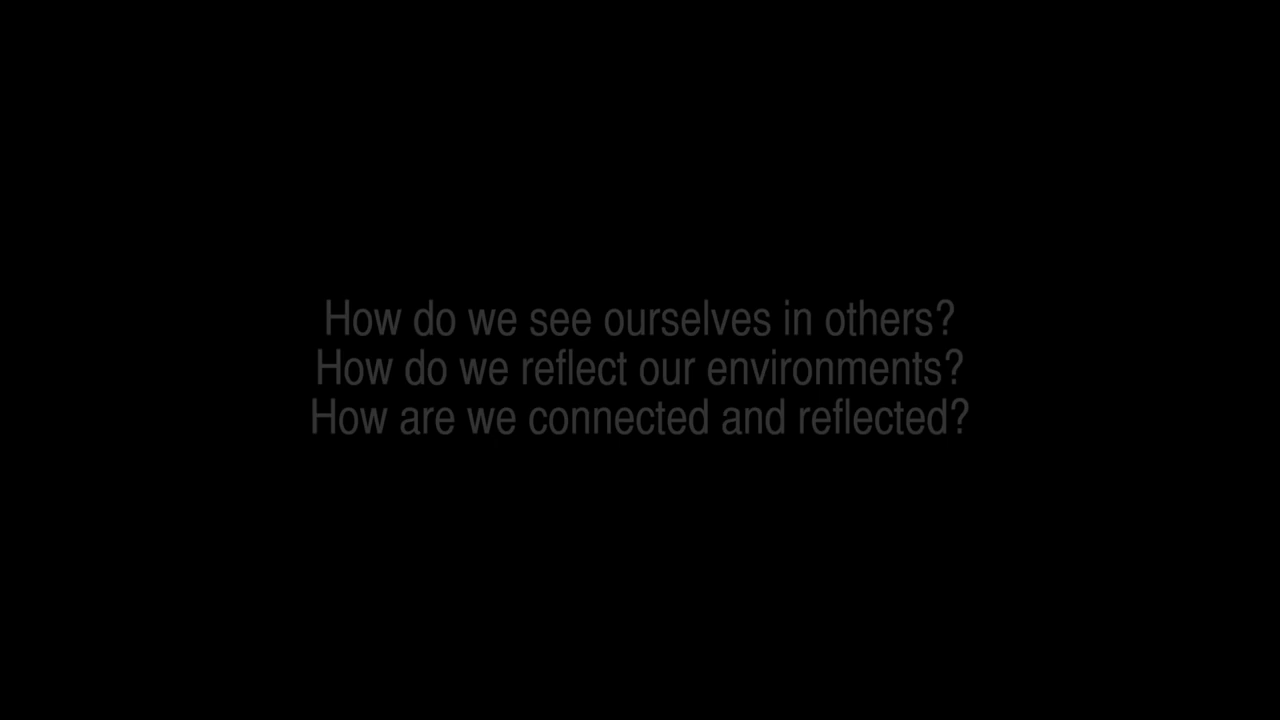 How do we see ourselves in others?
How do we reflect our environments?
How are we connected and reflected?